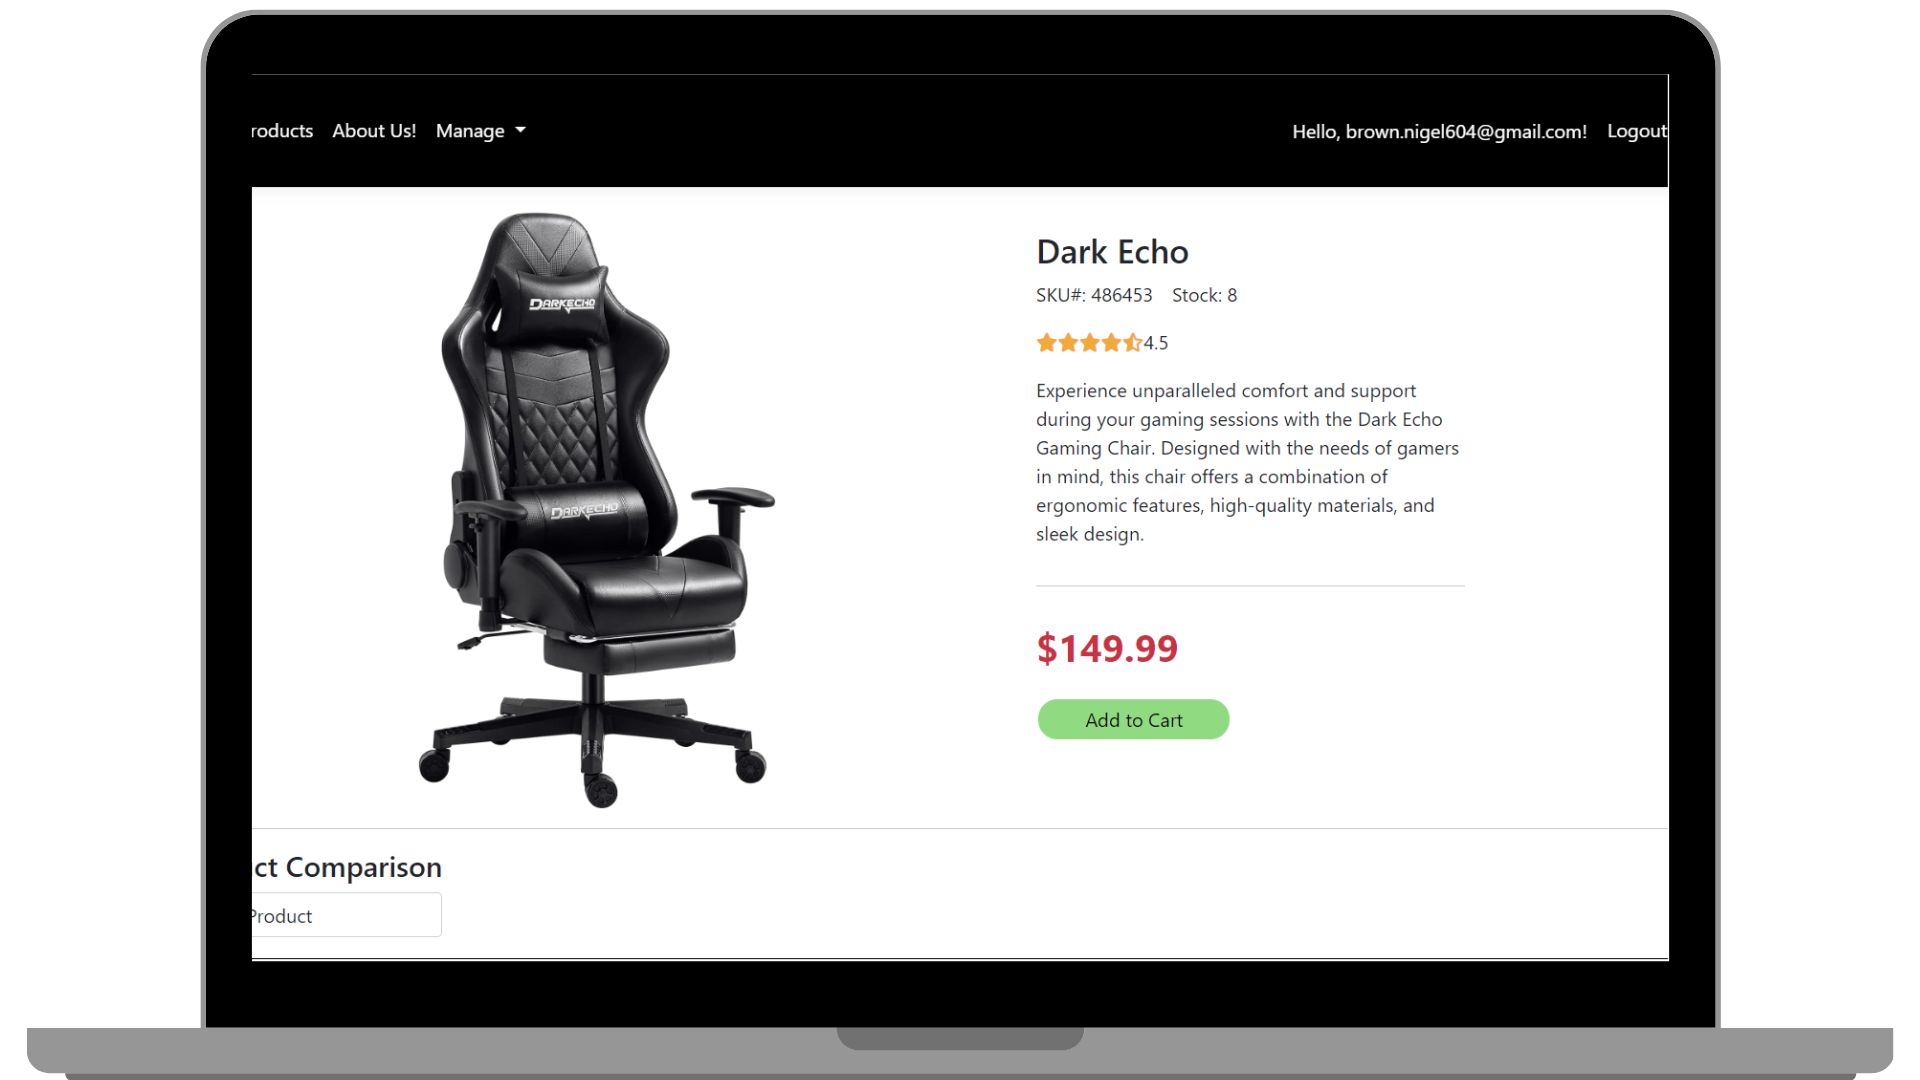 roducts About Us! Manage Hello, brown.nigel604@gmail.com! Logout
DARKECHO
DARKECHO
Dark Echo
SKU#: 486453 Stock: 8
4.5
Experience unparalleled comfort and support
during your gaming sessions with the Dark Echo
Gaming Chair. Designed with the needs of gamers
in mind, this chair offers a combination of
ergonomic features, high-quality materials, and
sleek design.
$149.99
Add to Cart
ct Comparison
Product